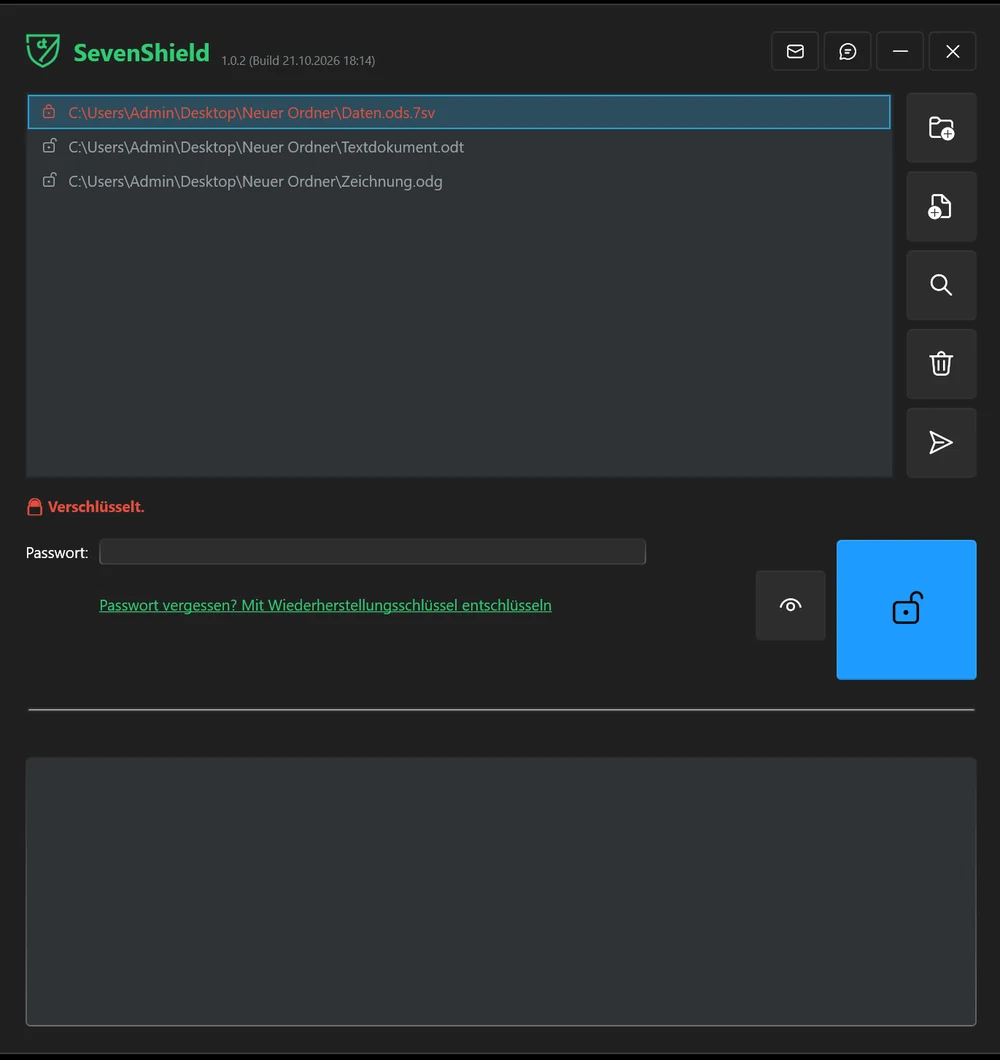 SevenShield 1.0.2 (Build 21.10.2026 18:14)
C:\Users\Admin\Desktop\Neuer Ordner\Daten.ods.7sv
C:\Users\Admin\Desktop\Neuer Ordner\Textdokument.odt
C:\Users\Admin\Desktop\Neuer Ordner\Zeichnung.odg
Verschlüsselt.
Passwort:
Passwort vergessen? Mit Wiederherstellungsschlüssel entschlüsseln